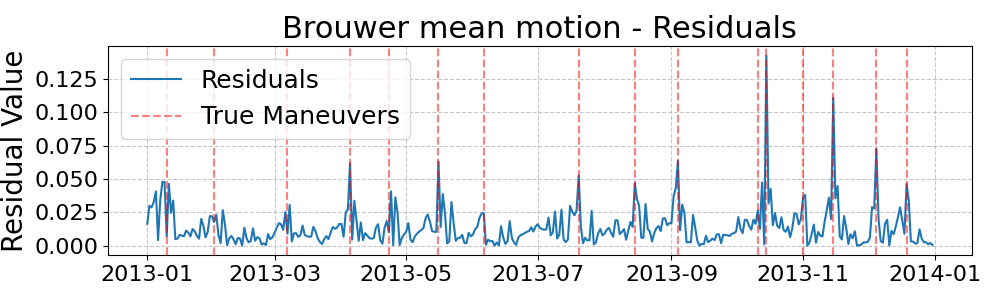 Brouwer mean motion - Residuals
Residual Value
0.125
0.100
0.075
0.050
0.025
0.000
Residuals
True Maneuvers
2013-01 2013-03 2013-05 2013-07 2013-09 2013-11 2014-01